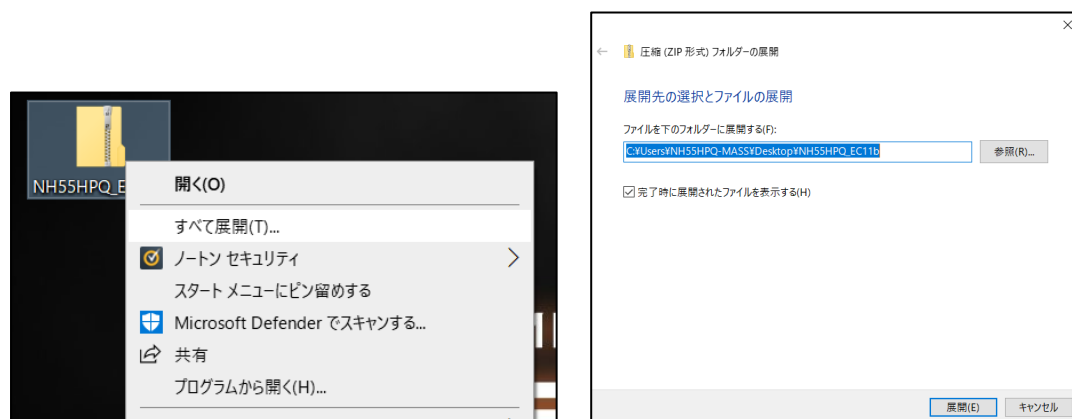 NH55HPQ_E
開く(O)
すべて展開(T)...
ノートン セキュリティ
スタート メニューにピン留めする
Microsoft Defender でスキャンする...
共有
プログラムから開く(H)...
圧縮 (ZIP 形式) フォルダーの展開
展開先の選択とファイルの展開
ファイルを下のフォルダーに展開する(F):
C:¥Users¥NH55HPQ-MASS¥Desktop¥NH55HPQ_EC11b
参照(R)...
完了時に展開されたファイルを表示する(H)
展開(E)
キャンセル